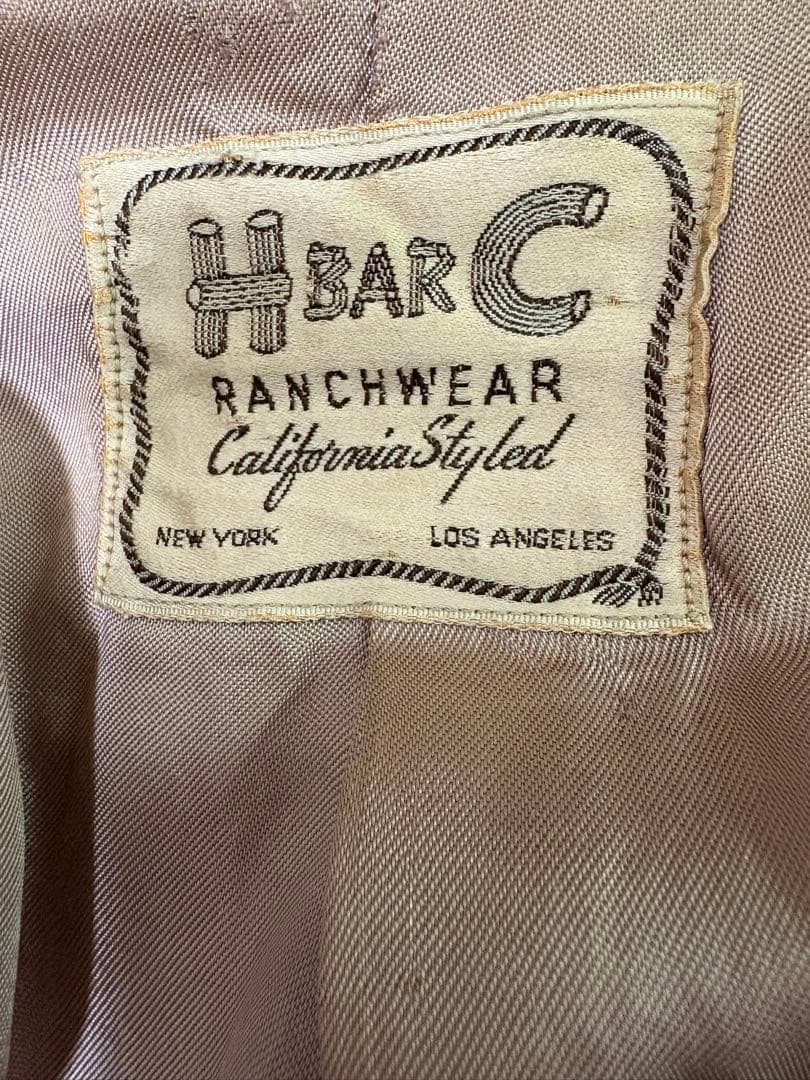 H BAR C
RANCHWEAR
California Styled
NEW YORK LOS ANGELES